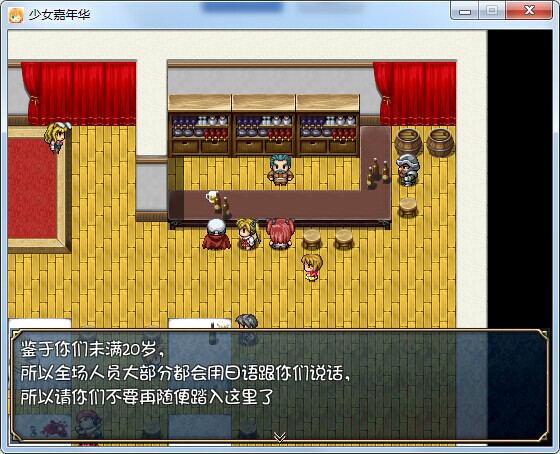 少女嘉年华
鉴于你们未满20岁，
所以全场人员大部分都会用日语跟你们说话，
所以请你们不要再随便踏入这里了